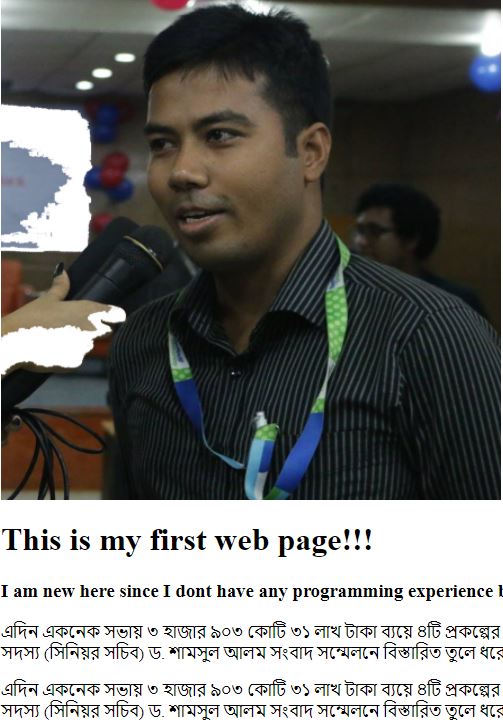 This is my first web page!!!
I am new here since I dont have any programming experience
এদিন একনেক সভায় ৩ হাজার ৯০৩ কোটি ৩১ লাখ টাকা ব্যয়ে ৪টি প্রকল্পের
সদস্য (সিনিয়র সচিব) ড. শামসুল আলম সংবাদ সম্মেলনে বিস্তারিত তুলে
এদিন একনেক সভায় ৩ হাজার ৯০৩ কোটি ৩১ লাখ টাকা ব্যয়ে ৪টি প্রকল্পের
সদস্য (সিনিয়র সচিব) ড. শামসুল আলম সংবাদ সম্মেলনে বিস্তারিত তুলে